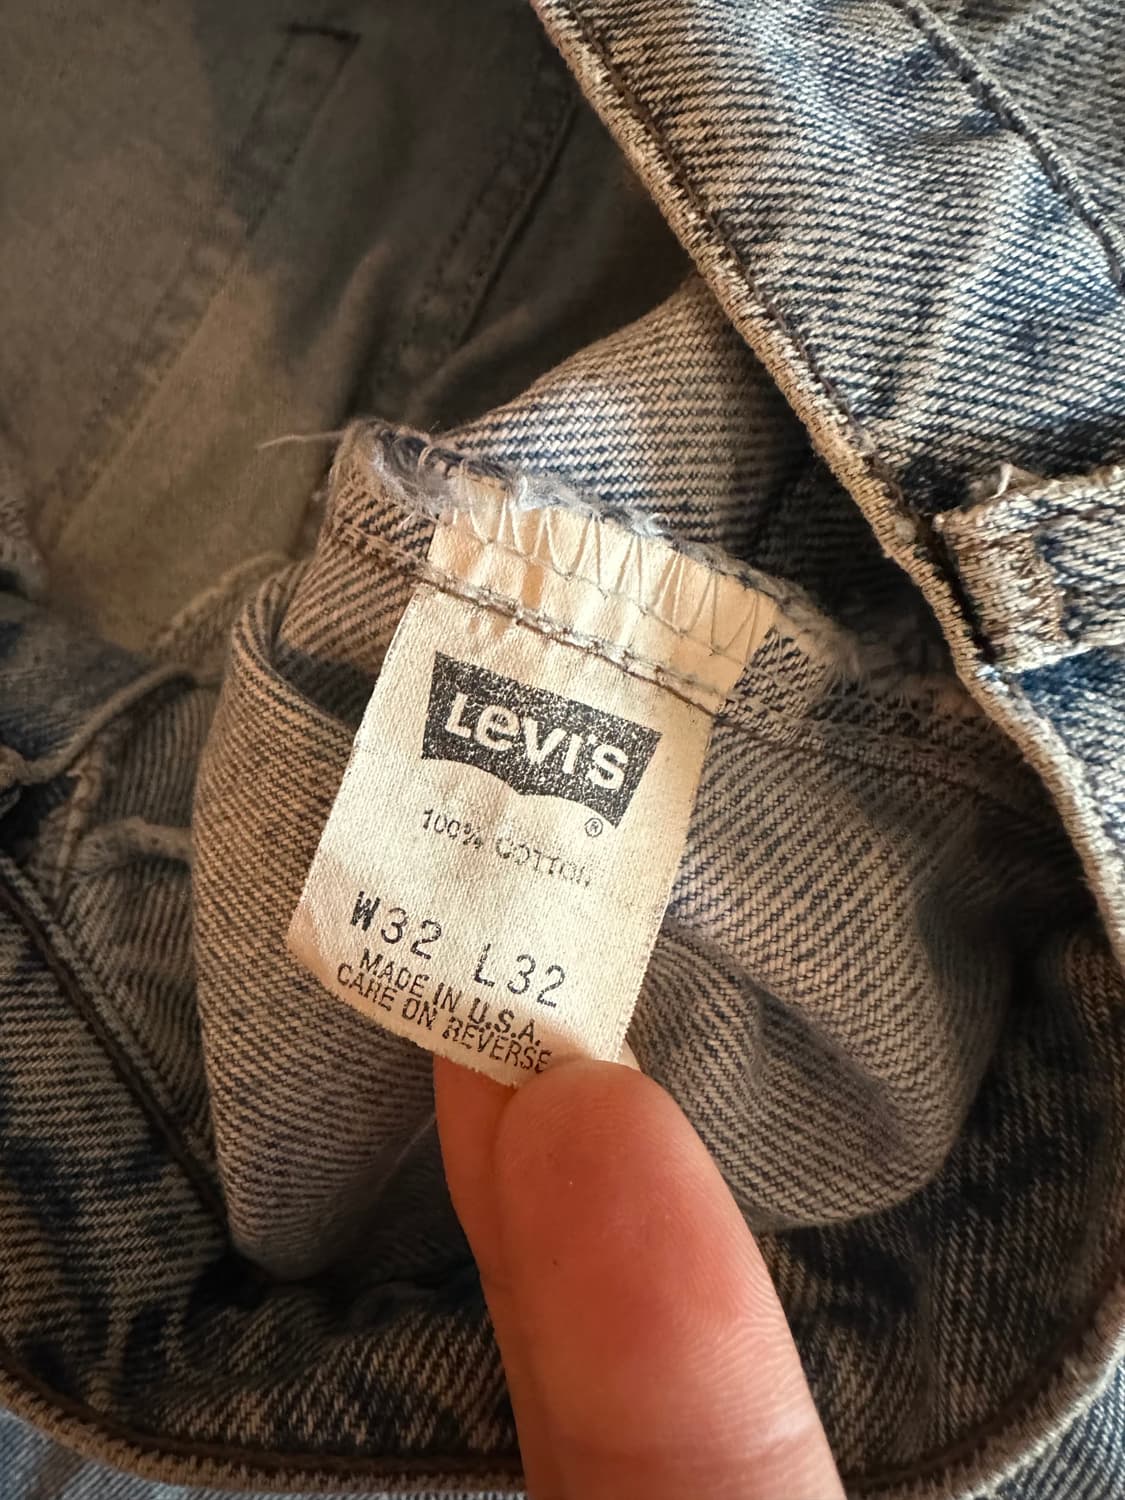 LEVI'S
®
100% COTTON
W32 L32
MADE IN U.S.A.
CARE ON REVERSE